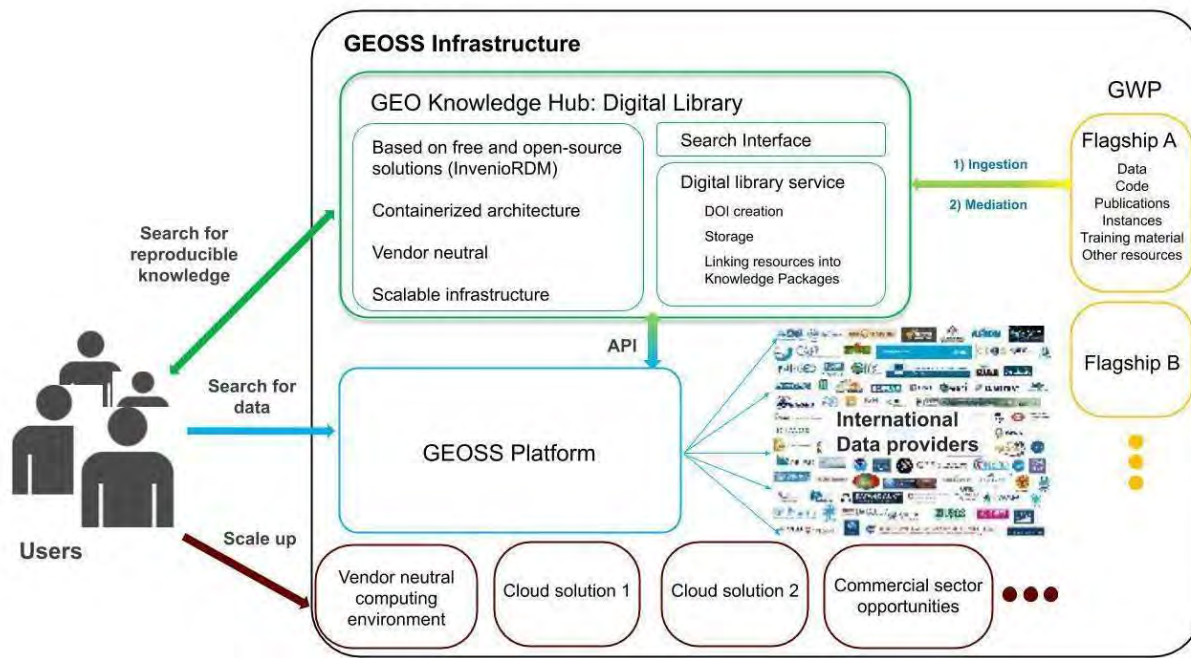 GEOSS Infrastructure
GEO Knowledge Hub: Digital Library
Based on free and open-source
solutions (InvenioRDM)
Containerized architecture
Vendor neutral
Scalable infrastructure
Search Interface
Digital library service
DOI creation
Storage
Linking resources into
Knowledge Packages
1) Ingestion
2) Mediation
GWP
Flagship A
Data
Code
Publications
Instances
Training material
Other resources
Flagship B
Search for
reproducible
knowledge
API
Search for
data
GEOSS Platform
International
Data providers
Users
Scale up
Vendor neutral
computing
environment
Cloud solution 1
Cloud solution 2
Commercial sector
opportunities